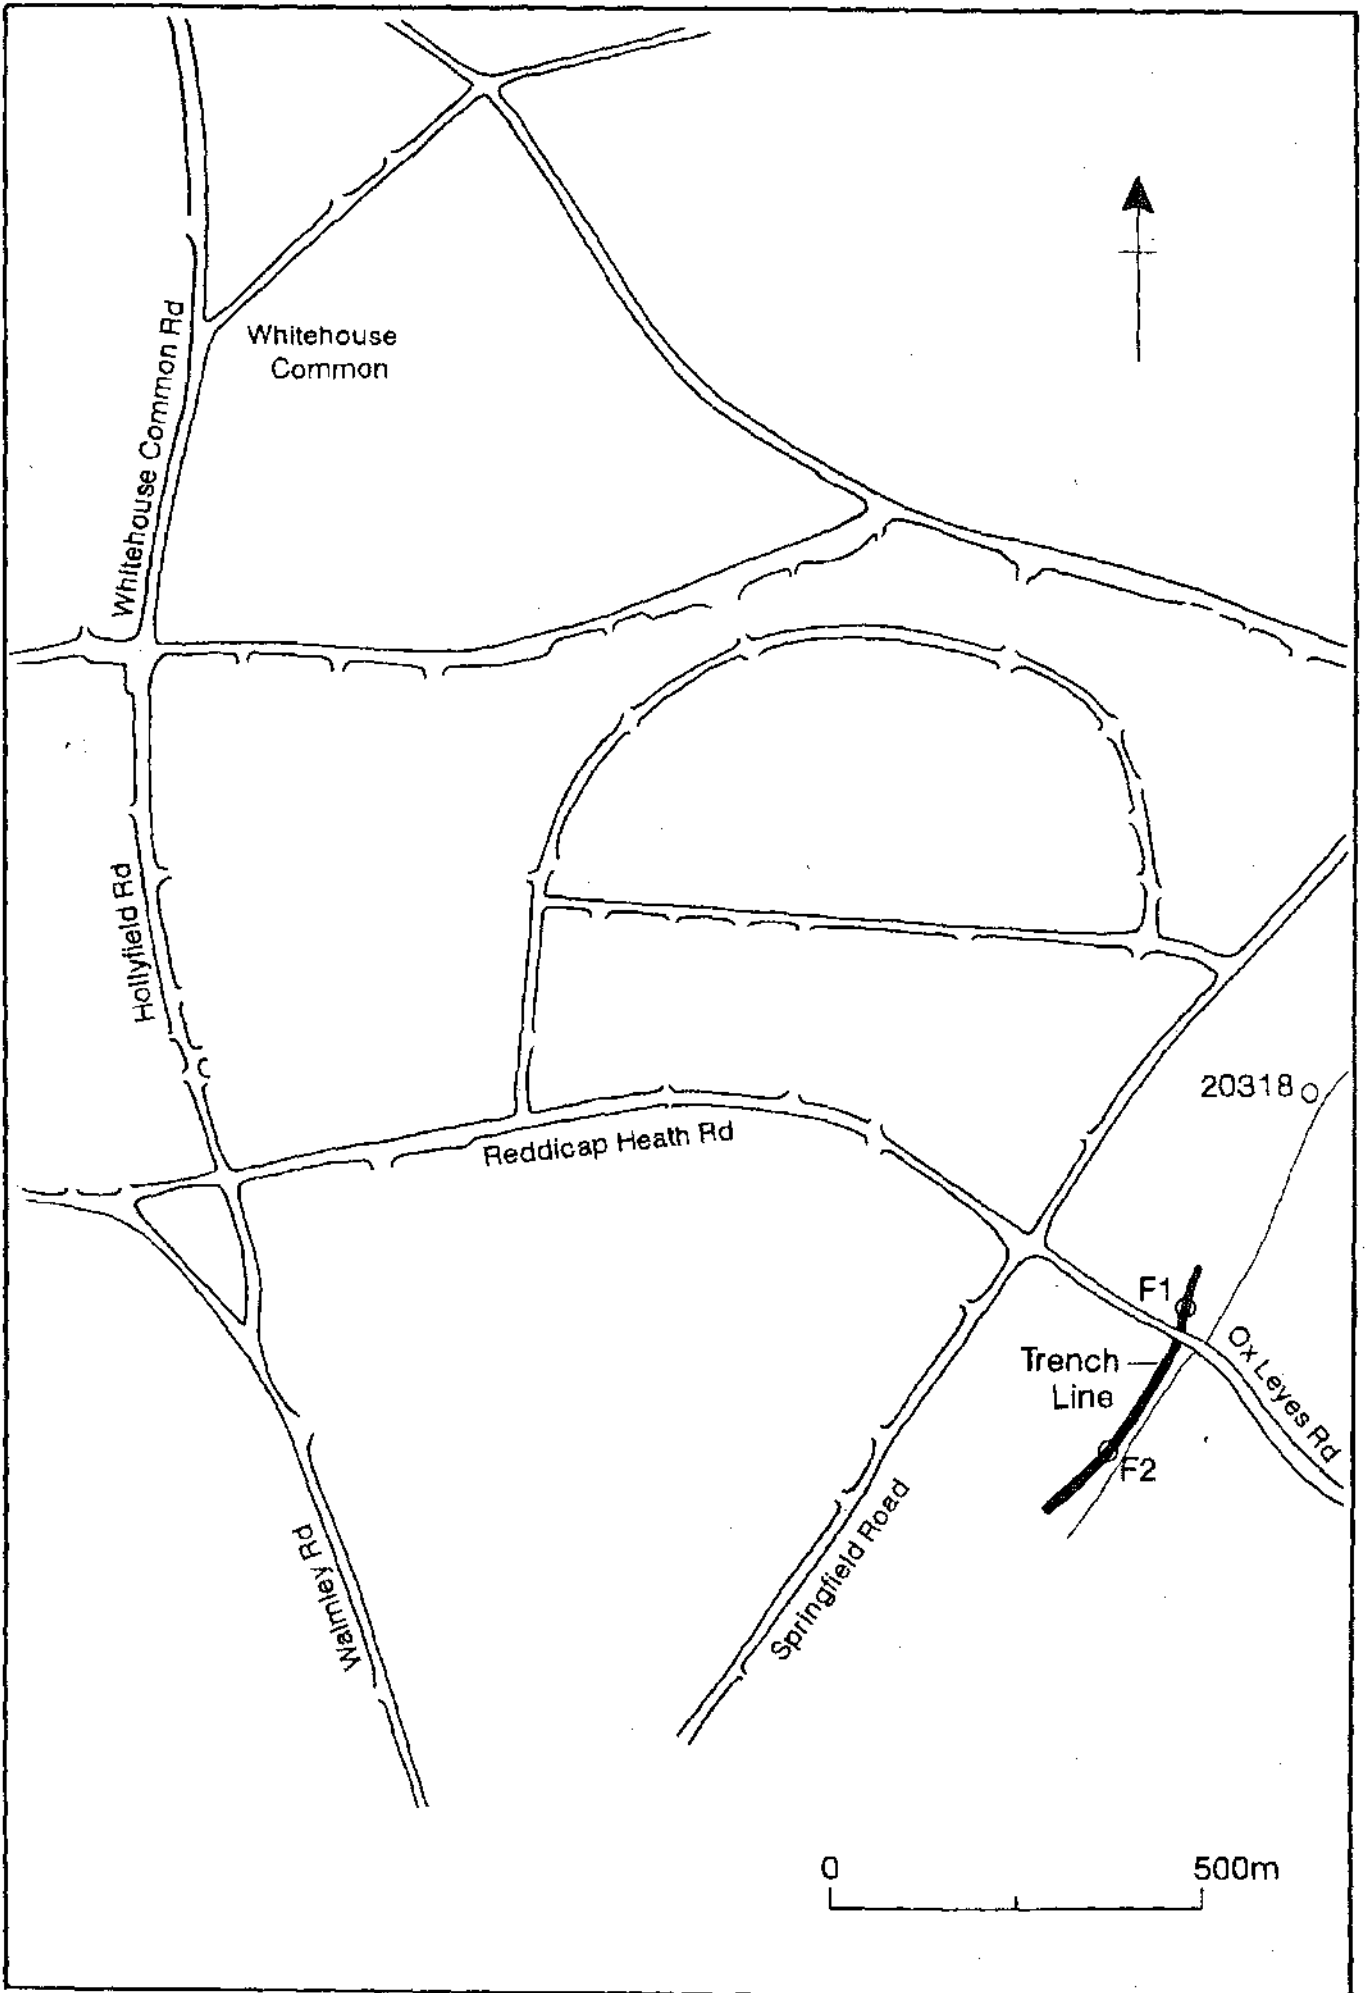 Whitehouse
Common
Whitehouse Common Rd
Hollyfield Rd
20318
Reddicap Heath Rd
F1
Ox Leyes Rd
Trench
Line
F2
Springfield Road
Walmley Rd
0 500m